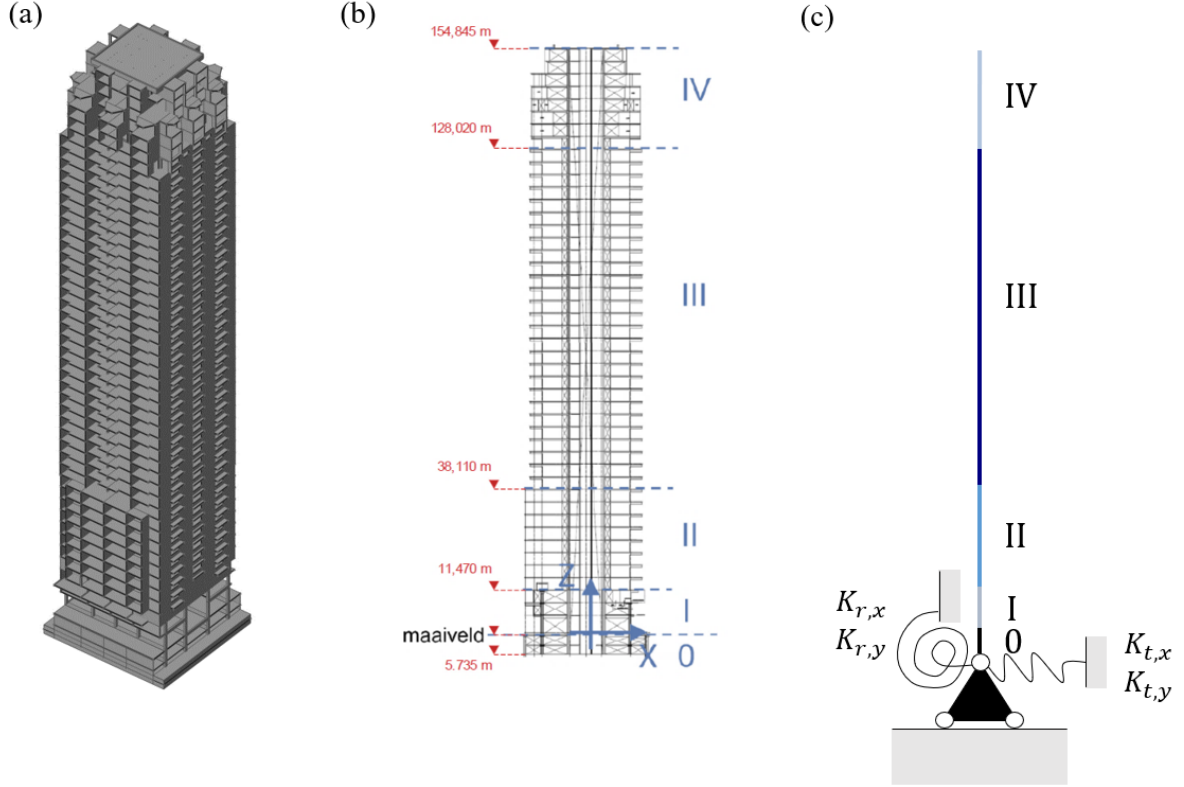 (a)
(b)
(c)
154,845 m
IV
128,020 m
III
38,110 m
II
11,470 m
Z
I
maaiveld
X 0
5.735 m
IV
III
II
I
0
K_{r,x}
K_{r,y}
K_{t,x}
K_{t,y}